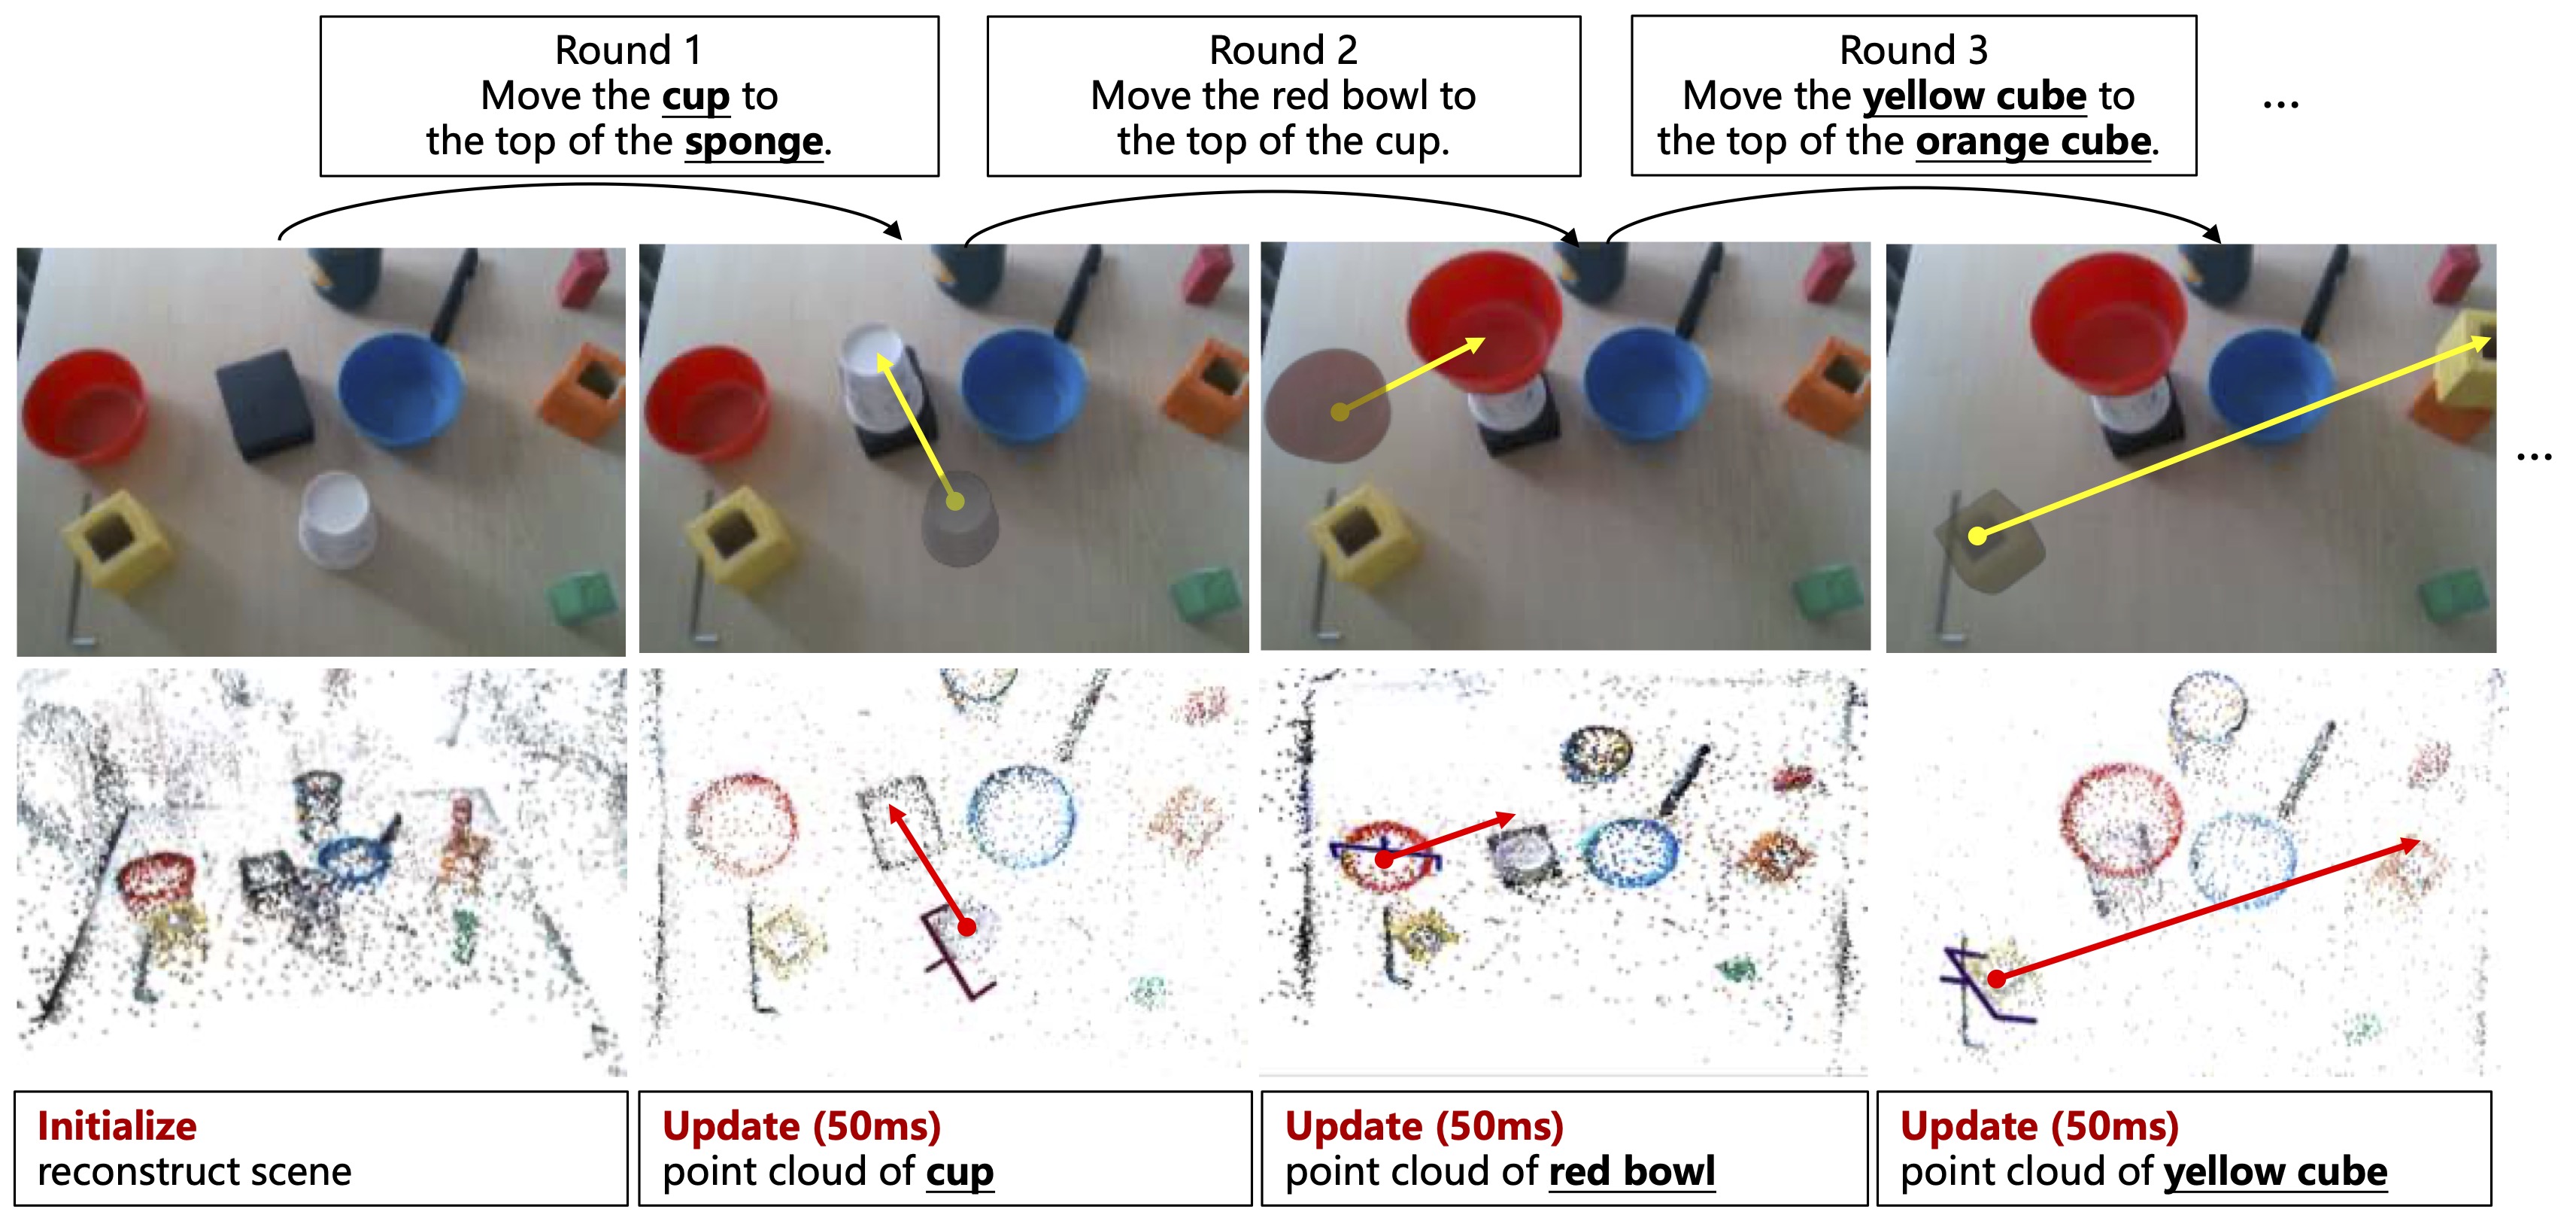 Round 1
Move the cup to
the top of the sponge.
Round 2
Move the red bowl to
the top of the cup.
Round 3
Move the yellow cube to
the top of the orange cube.
...
...
Initialize
reconstruct scene
Update (50ms)
point cloud of cup
Update (50ms)
point cloud of red bowl
Update (50ms)
point cloud of yellow cube